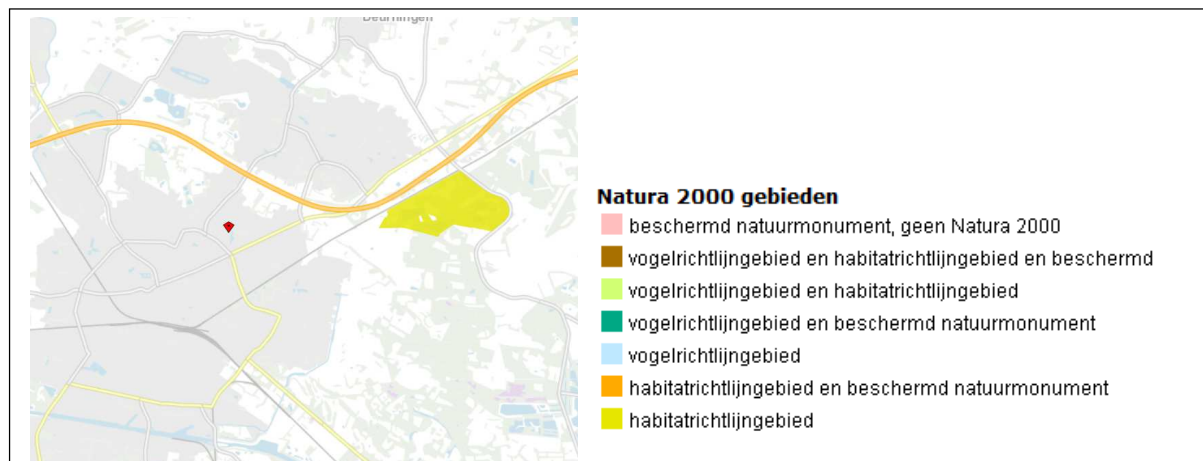 Deurningen
Natura 2000 gebieden
beschermd natuurmonument, geen Natura 2000
vogelrichtlijngebied en habitatrichtlijngebied en beschermd
vogelrichtlijngebied en habitatrichtlijngebied
vogelrichtlijngebied en beschermd natuurmonument
vogelrichtlijngebied
habitatrichtlijngebied en beschermd natuurmonument
habitatrichtlijngebied